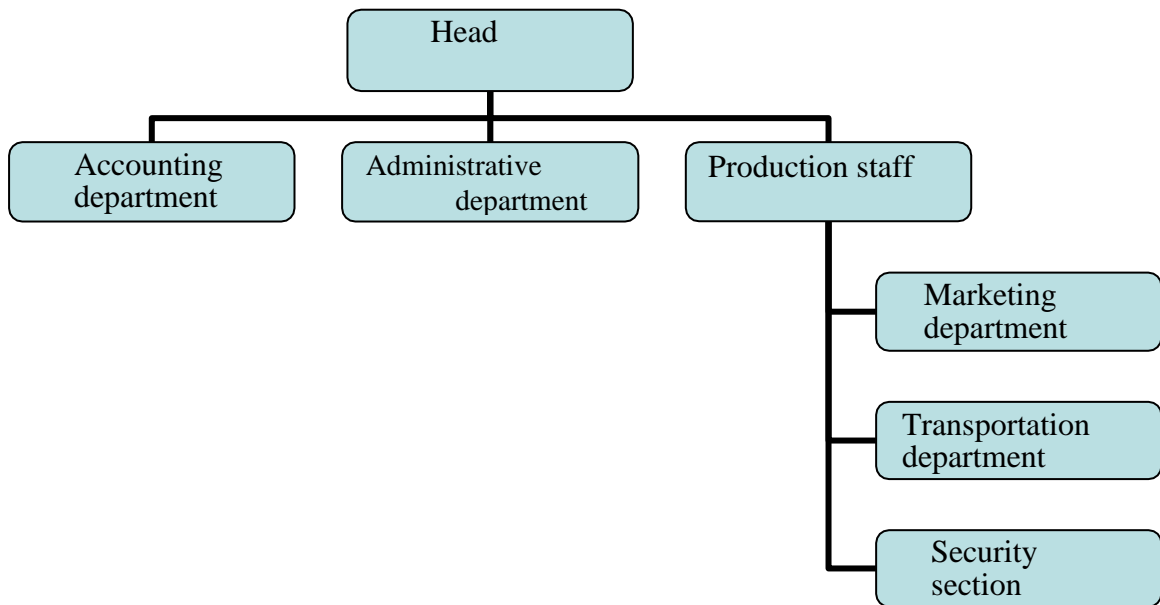 Head
Accounting
department
Administrative
department
Production staff
Marketing
department
Transportation
department
Security
section